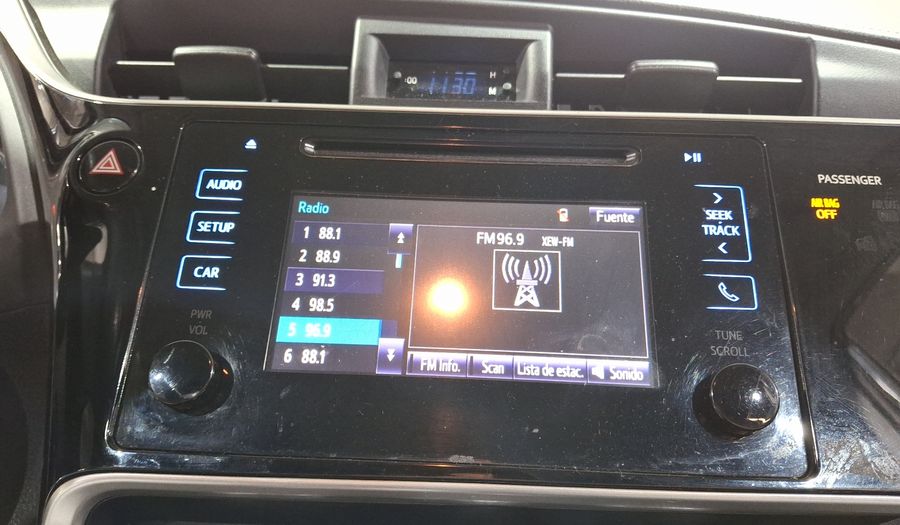 :00
11:30
H
M
AUDIO
SETUP
CAR
PWR
VOL
Radio
Fuente
1 88.1
2 88.9
3 91.3
4 98.5
5 96.9
6 88.1
FM 96.9 XEW-FM
FM Info.
Scan
Lista de estac.
Sonido
SEEK
TRACK
TUNE
SCROLL
PASSENGER
AIR BAG
OFF